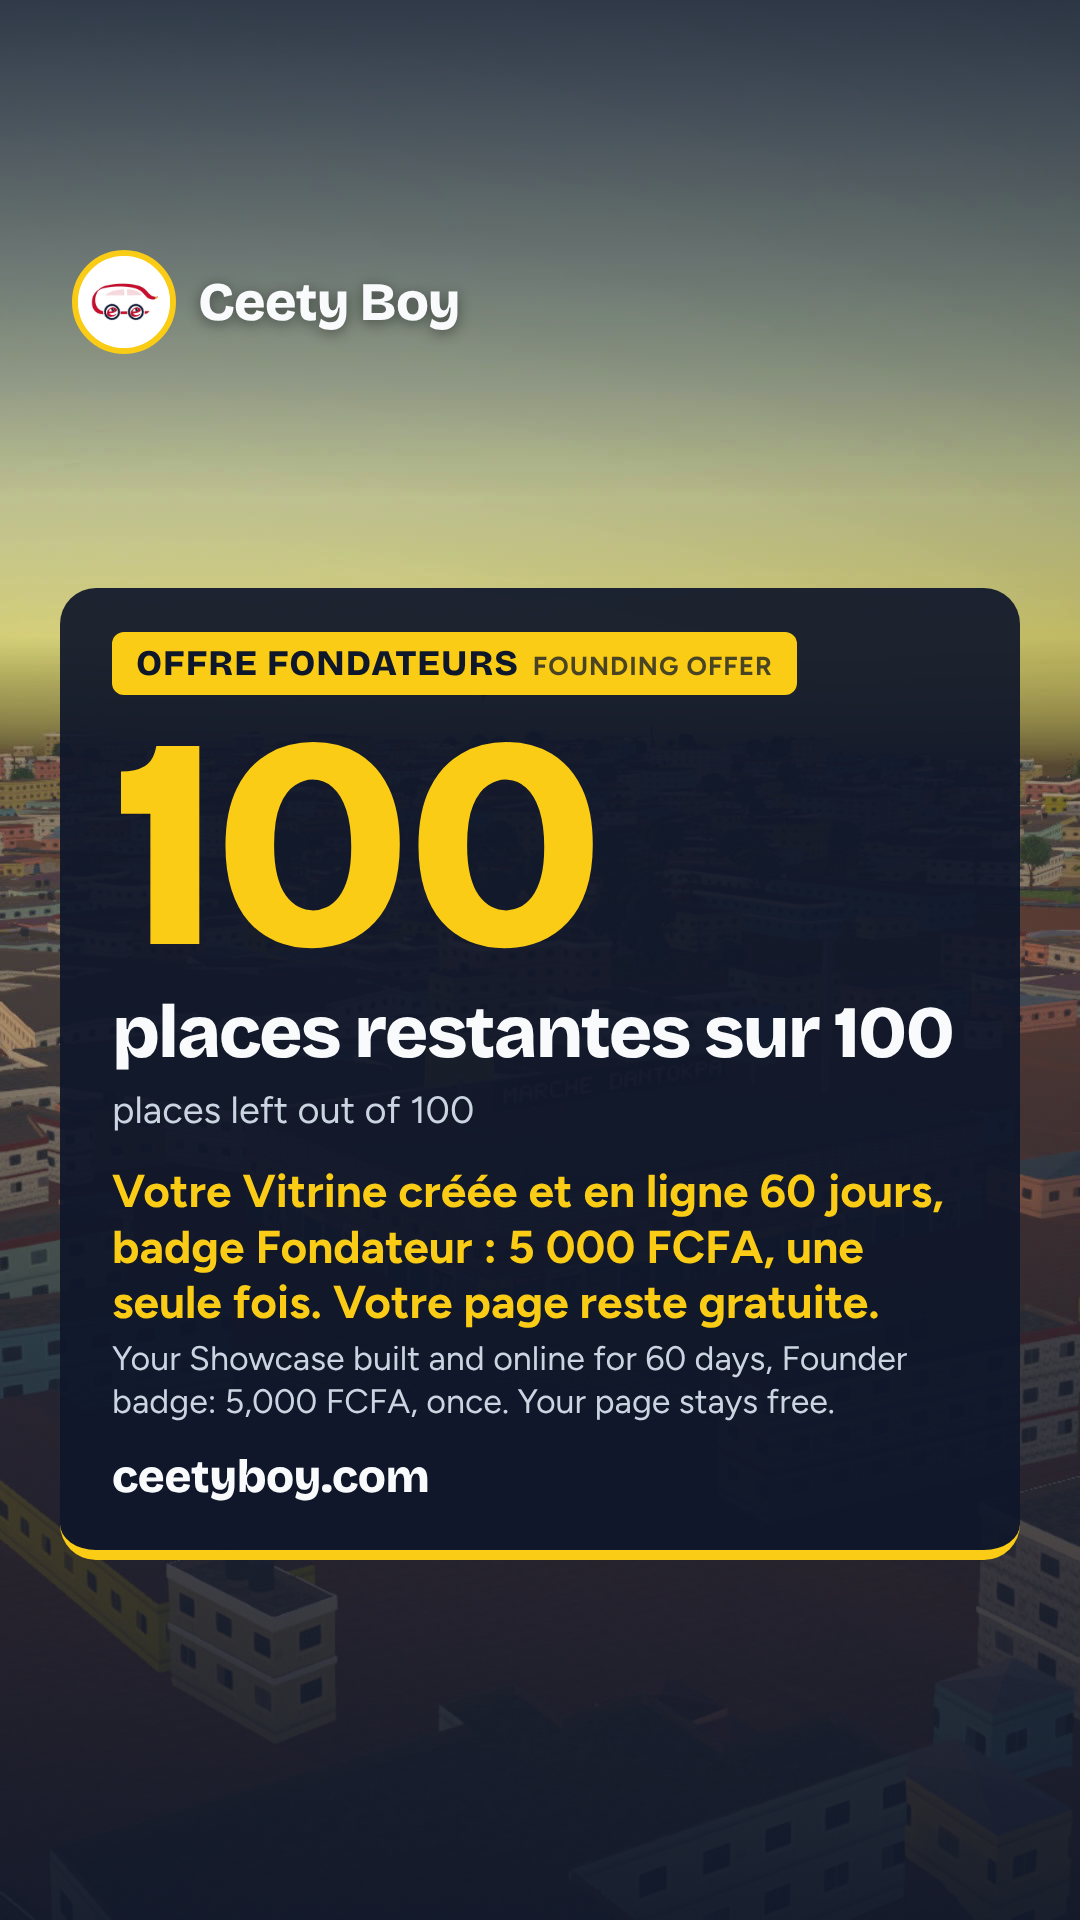 Ceety Boy
OFFRE FONDATEURS FOUNDING OFFER
100
places restantes sur 100
MARCHE DANTOKPA
places left out of 100
Votre Vitrine créée et en ligne 60 jours,
badge Fondateur : 5 000 FCFA, une
seule fois. Votre page reste gratuite.
Your Showcase built and online for 60 days, Founder
badge: 5,000 FCFA, once. Your page stays free.
ceetyboy.com